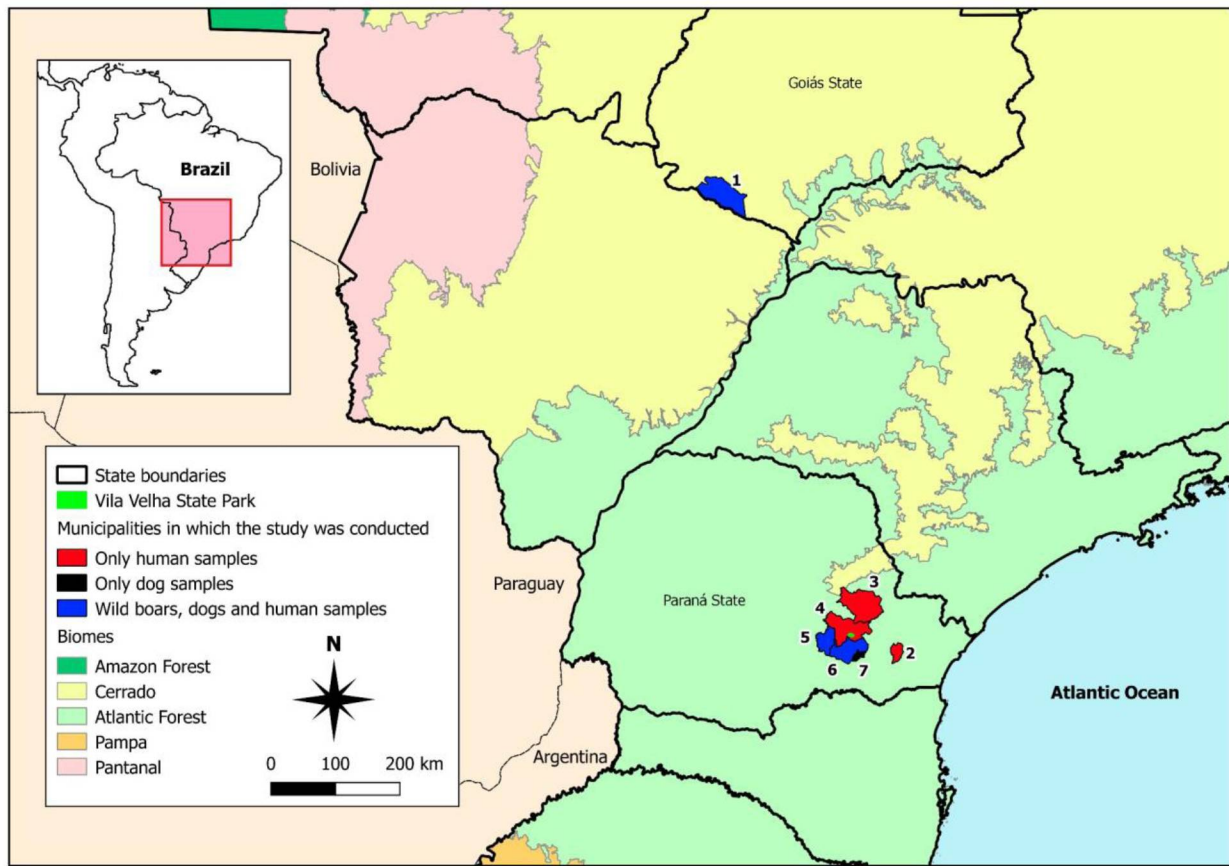 Goiás State
Brazil
Bolivia
1
State boundaries
Vila Velha State Park
Municipalities in which the study was conducted
Only human samples
Only dog samples
Wild boars, dogs and human samples
Biomes
Amazon Forest
Cerrado
Atlantic Forest
Pampa
Pantanal
N
0 100 200 km
Paraguay
Argentina
Paraná State
3
4
5
2
6
7
Atlantic Ocean